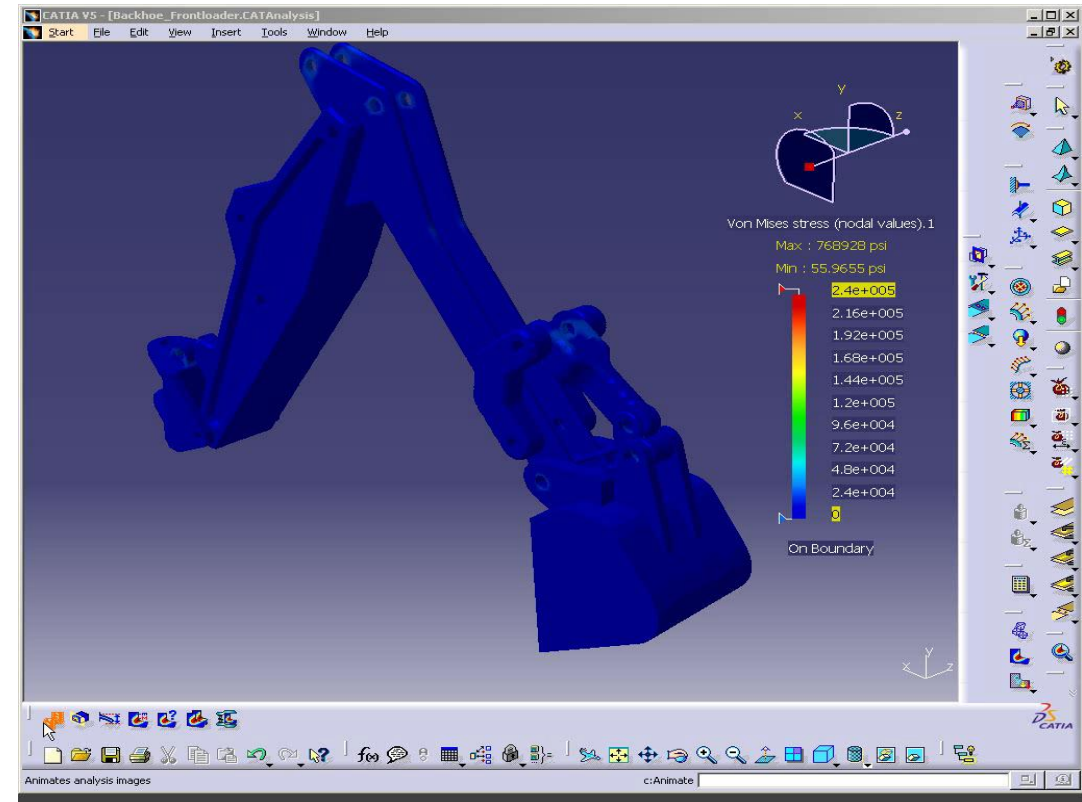 CATIA V5 - [Backhoe_Frontloader.CATAnalysis]
Start File Edit View Insert Tools Window Help
y
x z
Von Mises stress (nodal values).1
Max : 768928 psi
Min : 55.9655 psi
2.4e+005
2.16e+005
1.92e+005
1.68e+005
1.44e+005
1.2e+005
9.6e+004
7.2e+004
4.8e+004
2.4e+004
0
On Boundary
y
x z
CATIA
f(x)
Animates analysis images c:Animate